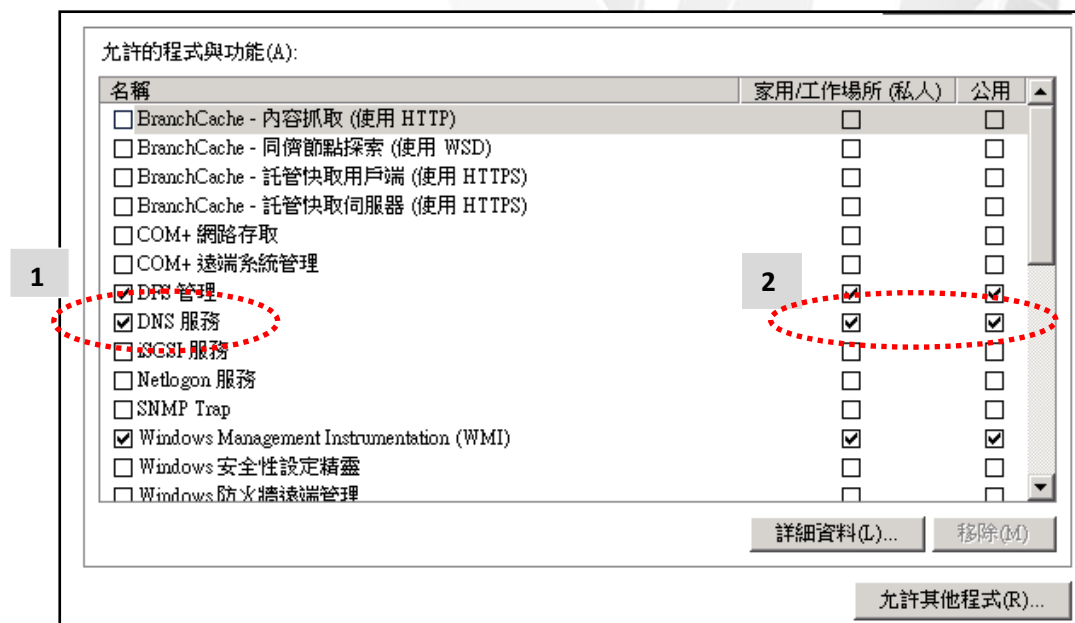 允許的程式與功能(A):
名稱 家用/工作場所 (私人) 公用
BranchCache - 內容抓取 (使用 HTTP)
BranchCache - 同儕節點探索 (使用 WSD)
BranchCache - 託管快取用戶端 (使用 HTTPS)
BranchCache - 託管快取伺服器 (使用 HTTPS)
COM+ 網路存取
COM+ 遠端系統管理
1 2
DFS 管理
DNS 服務
iSCSI 服務
Netlogon 服務
SNMP Trap
Windows Management Instrumentation (WMI)
Windows 安全性設定精靈
Windows 防火牆遠端管理
詳細資料(L)... 移除(M)
允許其他程式(R)...